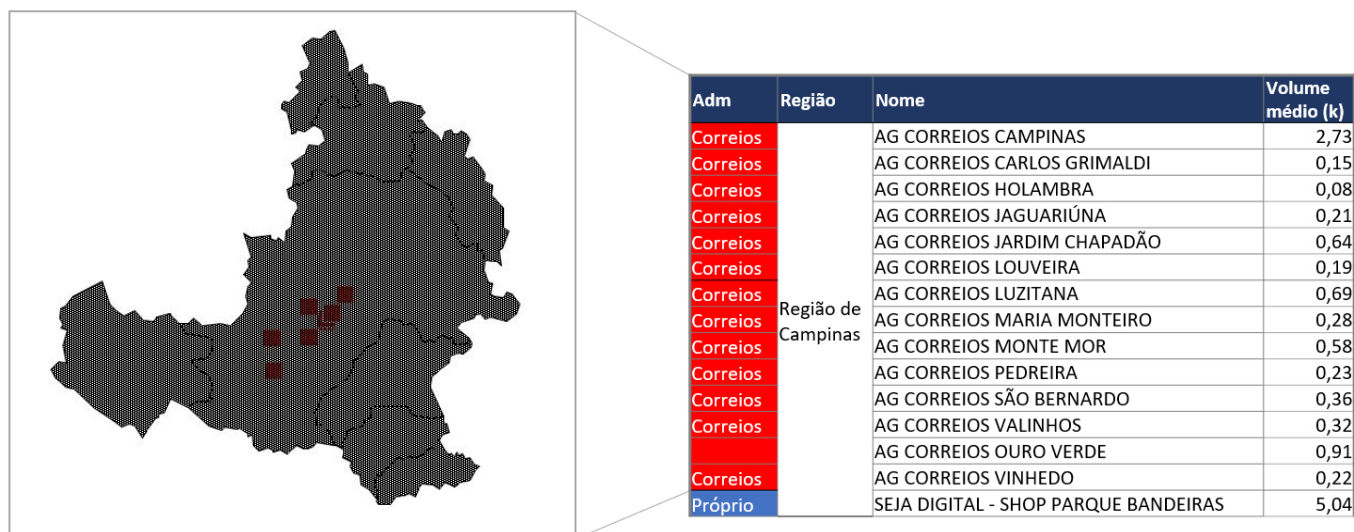 Adm Região Nome Volume médio (k)
Correios AG CORREIOS CAMPINAS 2,73
Correios AG CORREIOS CARLOS GRIMALDI 0,15
Correios AG CORREIOS HOLAMBRA 0,08
Correios AG CORREIOS JAGUARIÚNA 0,21
Correios AG CORREIOS JARDIM CHAPADÃO 0,64
Correios AG CORREIOS LOUVEIRA 0,19
Correios AG CORREIOS LUZITANA 0,69
Correios Região de Campinas AG CORREIOS MARIA MONTEIRO 0,28
Correios AG CORREIOS MONTE MOR 0,58
Correios AG CORREIOS PEDREIRA 0,23
Correios AG CORREIOS SÃO BERNARDO 0,36
Correios AG CORREIOS VALINHOS 0,32
AG CORREIOS OURO VERDE 0,91
Correios AG CORREIOS VINHEDO 0,22
Próprio SEJA DIGITAL - SHOP PARQUE BANDEIRAS 5,04